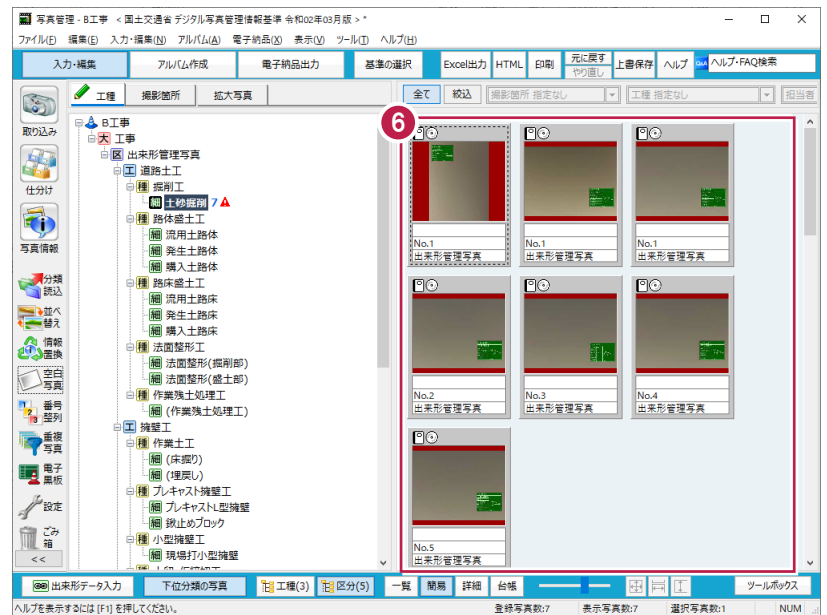 写真管理 - B工事 <国土交通省 デジタル写真管理情報基準 令和02年03月版 > *
ファイル(F) 編集(E) 入力・編集(N) アルバム(A) 電子納品(X) 表示(V) ツール(T) ヘルプ(H)
入力・編集 アルバム作成 電子納品出力 基準の選択 Excel出力 HTML 印刷 元に戻す やり直し 上書保存 ヘルプ Q&A ヘルプ・FAQ検索
工種 撮影箇所 拡大写真 全て 絞込 撮影箇所 指定なし 工種 指定なし 担当者
取り込み
仕分け
写真情報
分類読込
並べ替え
情報置換
空白写真
番号整列
重複写真
電子黒板
設定
ごみ箱
<<
B工事
大 工事
区 出来形管理写真
工 道路土工
種 掘削工
細 土砂掘削 7
種 路体盛土工
細 流用土路体
細 発生土路体
細 購入土路体
種 路床盛土工
細 流用土路床
細 発生土路床
細 購入土路床
種 法面整形工
細 法面整形(掘削部)
細 法面整形(盛土部)
種 作業残土処理工
細 (作業残土処理工)
工 擁壁工
種 作業土工
細 (床掘り)
細 (埋戻し)
種 プレキャスト擁壁工
細 プレキャストL型擁壁
細 鍬止めブロック
種 小型擁壁工
細 現場打小型擁壁
6
No.1
出来形管理写真
No.1
出来形管理写真
No.1
出来形管理写真
No.2
出来形管理写真
No.3
出来形管理写真
No.4
出来形管理写真
No.5
出来形管理写真
出来形データ入力 下位分類の写真 工種(3) 区分(5) 一覧 簡易 詳細 台帳 ツールボックス
ヘルプを表示するには [F1] を押してください。 登録写真数:7 表示写真数:7 選択写真数:1 NUM